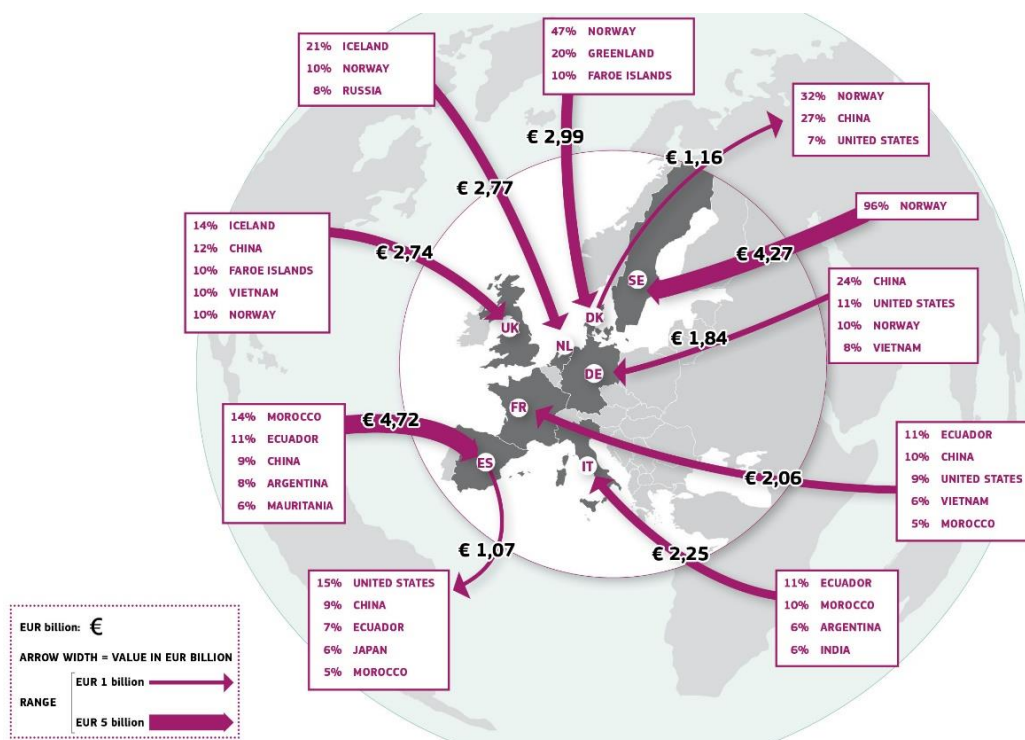 21% ICELAND
10% NORWAY
8% RUSSIA
47% NORWAY
20% GREENLAND
10% FAROE ISLANDS
32% NORWAY
27% CHINA
7% UNITED STATES
€ 2,99
€ 1,16
€ 2,77
96% NORWAY
14% ICELAND
12% CHINA
10% FAROE ISLANDS
10% VIETNAM
10% NORWAY
€ 2,74
€ 4,27
SE
24% CHINA
11% UNITED STATES
10% NORWAY
8% VIETNAM
UK
DK
NL
€ 1,84
DE
FR
14% MOROCCO
11% ECUADOR
9% CHINA
8% ARGENTINA
6% MAURITANIA
€ 4,72
ES
IT
€ 2,06
11% ECUADOR
10% CHINA
9% UNITED STATES
6% VIETNAM
5% MOROCCO
€ 1,07
€ 2,25
15% UNITED STATES
9% CHINA
7% ECUADOR
6% JAPAN
5% MOROCCO
11% ECUADOR
10% MOROCCO
6% ARGENTINA
6% INDIA
EUR billion: €
ARROW WIDTH = VALUE IN EUR BILLION
RANGE
EUR 1 billion
EUR 5 billion